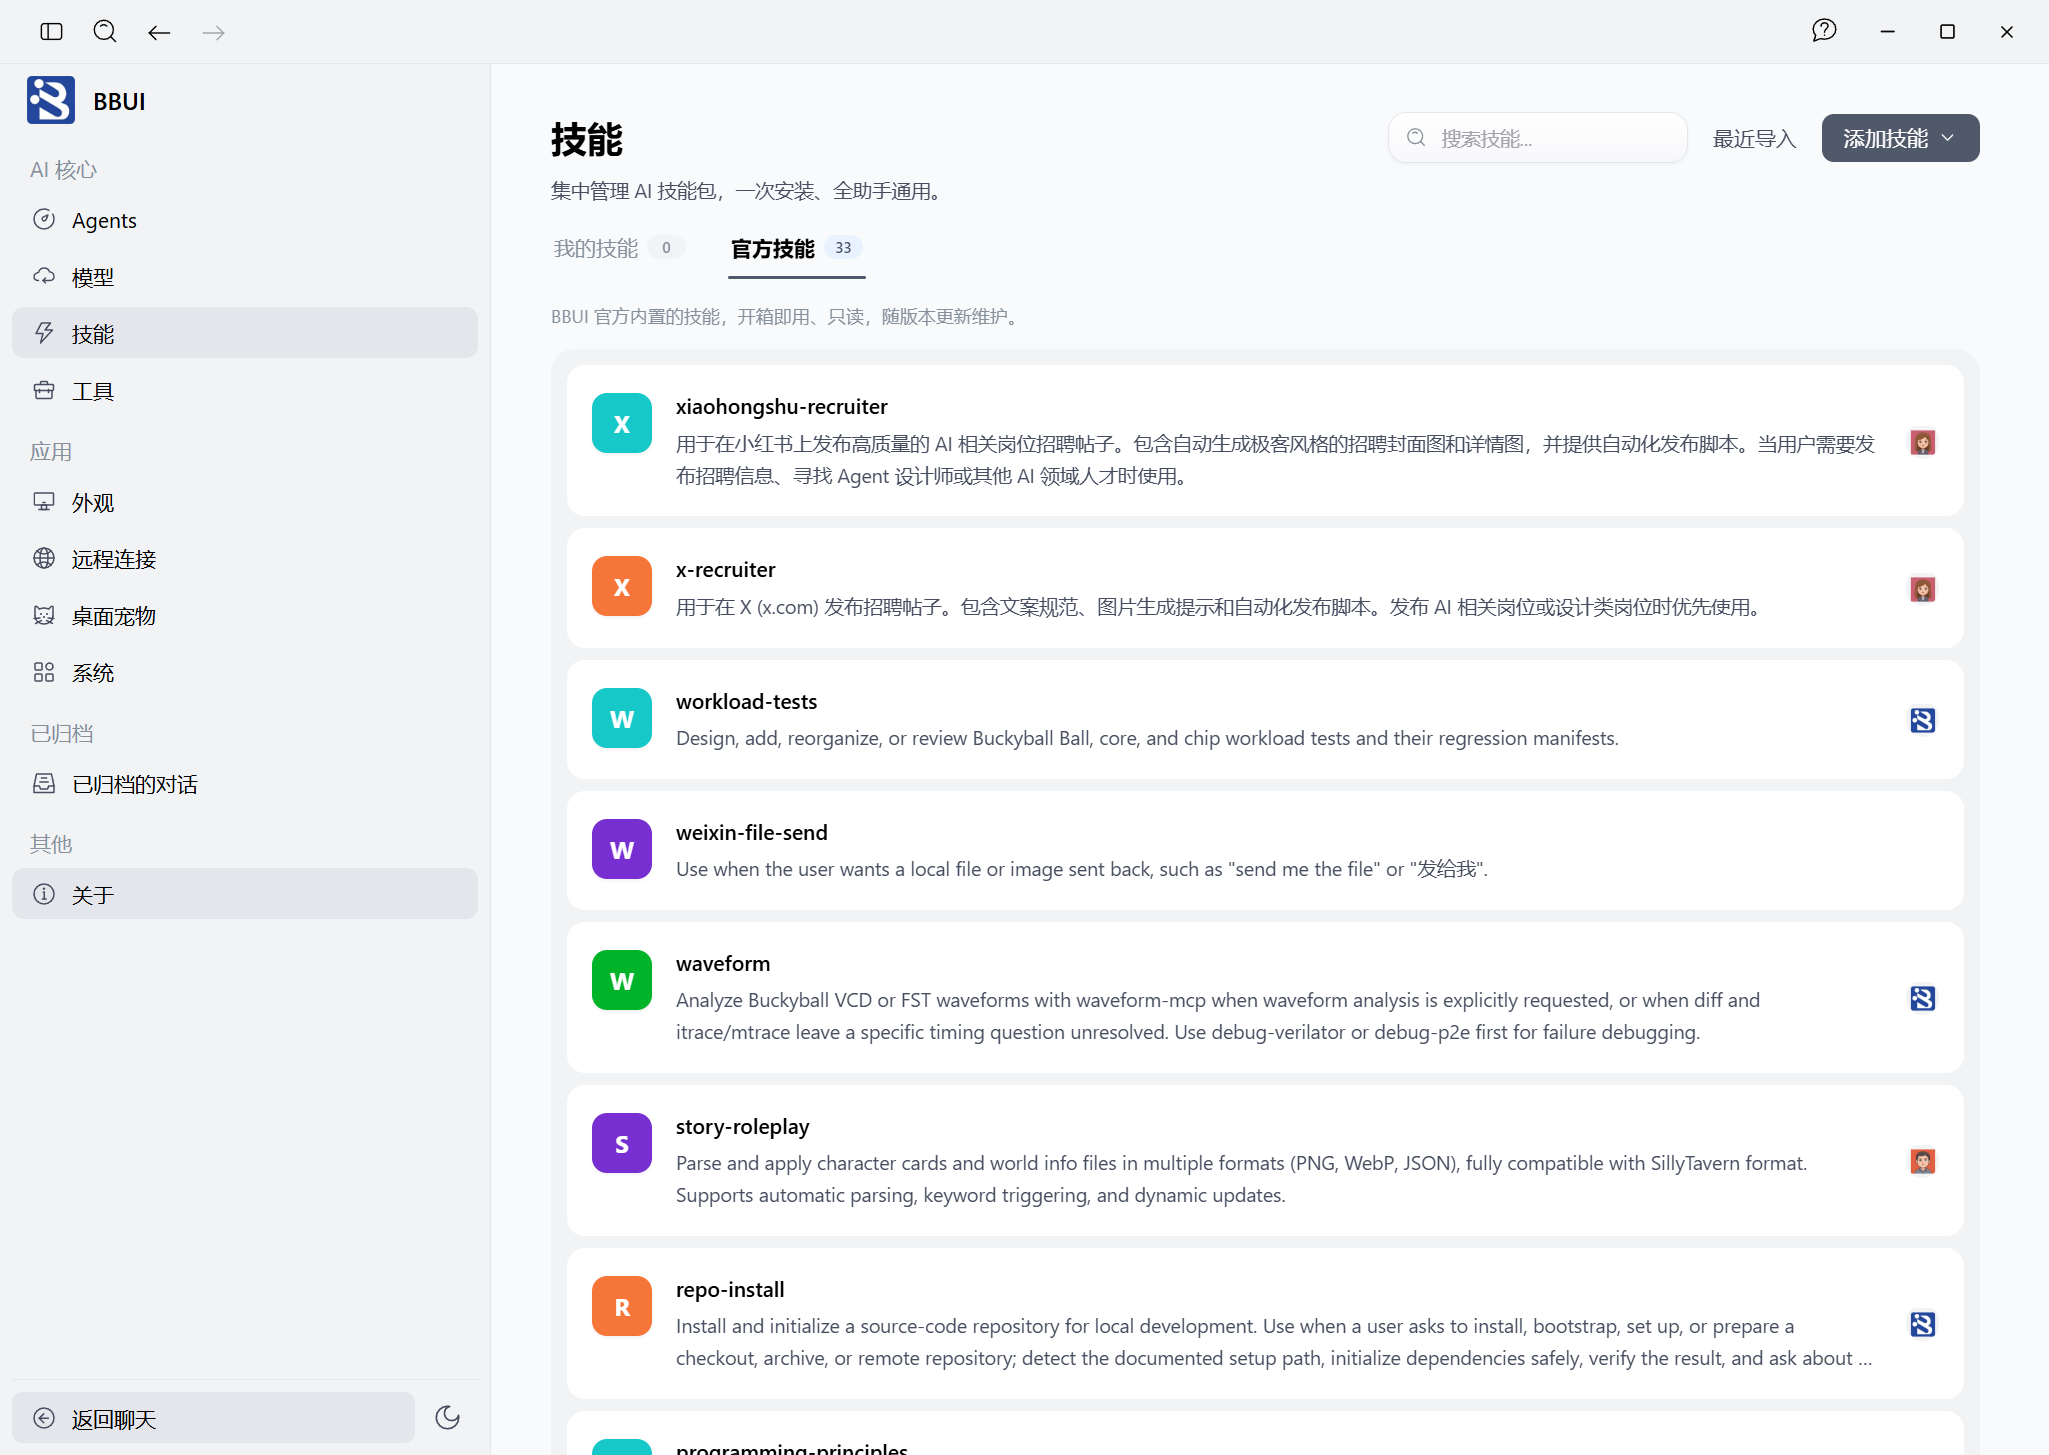 BBUI
AI 核心
Agents
模型
技能
工具
应用
外观
远程连接
桌面宠物
系统
已归档
已归档的对话
其他
关于
返回聊天
技能
搜索技能...
最近导入
添加技能
集中管理 AI 技能包，一次安装、全助手通用。
我的技能 0
官方技能 33
BBUI 官方内置的技能，开箱即用、只读，随版本更新维护。
X
xiaohongshu-recruiter
用于在小红书上发布高质量的 AI 相关岗位招聘帖子。包含自动生成极客风格的招聘封面图和详情图，并提供自动化发布脚本。当用户需要发
布招聘信息、寻找 Agent 设计师或其他 AI 领域人才时使用。
X
x-recruiter
用于在 X (x.com) 发布招聘帖子。包含文案规范、图片生成提示和自动化发布脚本。发布 AI 相关岗位或设计类岗位时优先使用。
W
workload-tests
Design, add, reorganize, or review Buckyball Ball, core, and chip workload tests and their regression manifests.
W
weixin-file-send
Use when the user wants a local file or image sent back, such as "send me the file" or "发给我".
W
waveform
Analyze Buckyball VCD or FST waveforms with waveform-mcp when waveform analysis is explicitly requested, or when diff and
itrace/mtrace leave a specific timing question unresolved. Use debug-verilator or debug-p2e first for failure debugging.
S
story-roleplay
Parse and apply character cards and world info files in multiple formats (PNG, WebP, JSON), fully compatible with SillyTavern format.
Supports automatic parsing, keyword triggering, and dynamic updates.
R
repo-install
Install and initialize a source-code repository for local development. Use when a user asks to install, bootstrap, set up, or prepare a
checkout, archive, or remote repository; detect the documented setup path, initialize dependencies safely, verify the result, and ask about ...
programming-principles